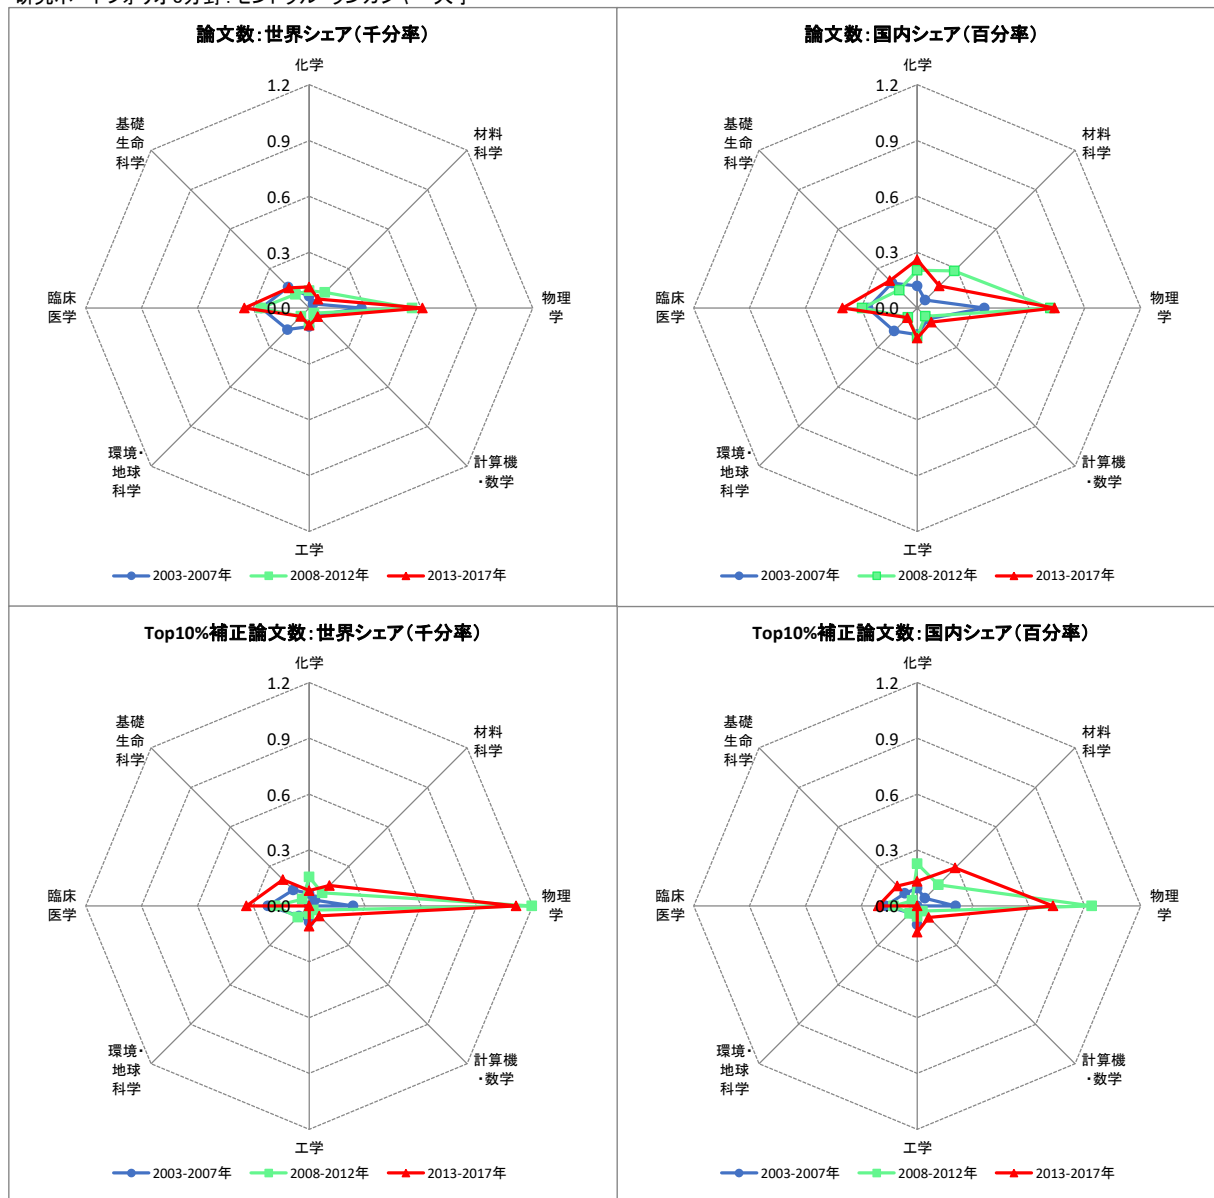 論文数：世界シェア（千分率）
化学
1.2
0.9
0.6
0.3
0.0
材料
科学
物理
学
計算機
・数学
工学
環境・
地球
科学
臨床
医学
基礎
生命
科学
2003-2007年 2008-2012年 2013-2017年
論文数：国内シェア（百分率）
化学
1.2
0.9
0.6
0.3
0.0
材料
科学
物理
学
計算機
・数学
工学
環境・
地球
科学
臨床
医学
基礎
生命
科学
2003-2007年 2008-2012年 2013-2017年
Top10%補正論文数：世界シェア（千分率）
化学
1.2
0.9
0.6
0.3
0.0
材料
科学
物理
学
計算機
・数学
工学
環境・
地球
科学
臨床
医学
基礎
生命
科学
2003-2007年 2008-2012年 2013-2017年
Top10%補正論文数：国内シェア（百分率）
化学
1.2
0.9
0.6
0.3
0.0
材料
科学
物理
学
計算機
・数学
工学
環境・
地球
科学
臨床
医学
基礎
生命
科学
2003-2007年 2008-2012年 2013-2017年